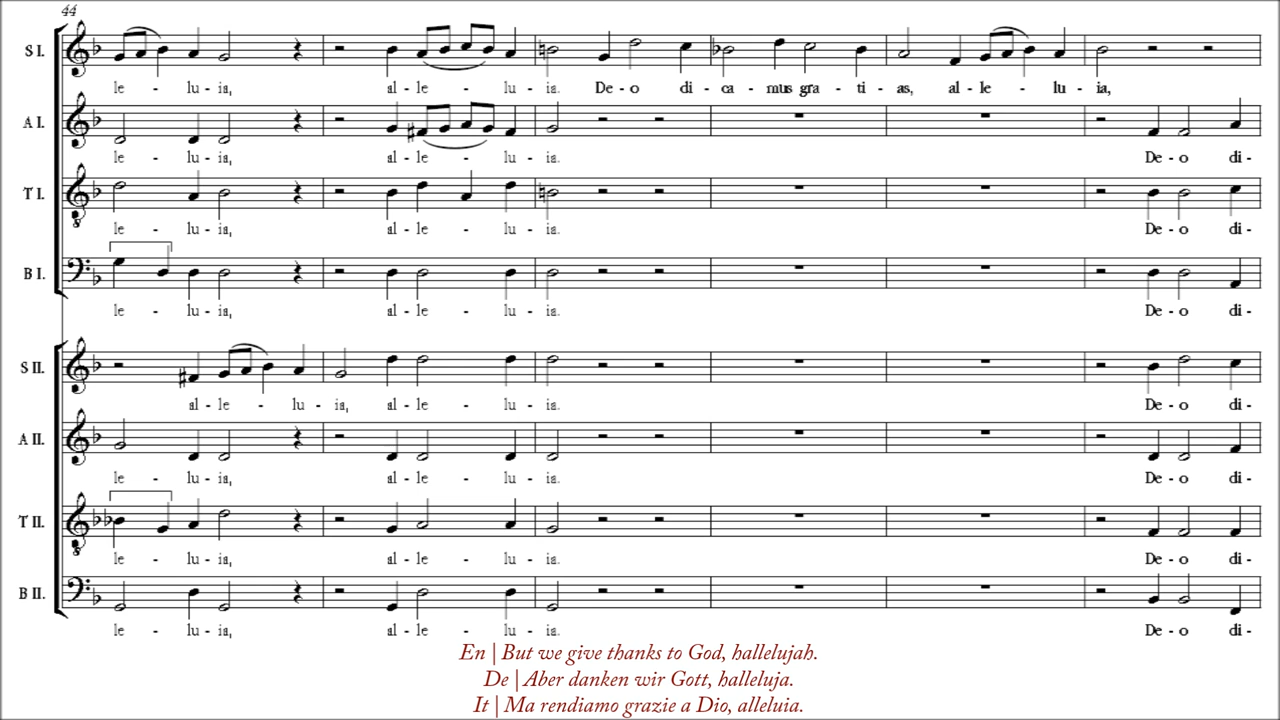 44
S I.
le - lu - ia, al - le - lu - ia. De - o di - ca - mus gra - ti - as, al - le - lu - ia,
A I.
le - lu - ia, al - le - lu - ia. De - o di -
T I.
le - lu - ia, al - le - lu - ia. De - o di -
B I.
le - lu - ia, al - le - lu - ia. De - o di -
S II.
al - le - lu - ia, al - le - lu - ia. De - o di -
A II.
le - lu - ia, al - le - lu - ia. De - o di -
T II.
le - lu - ia, al - le - lu - ia. De - o di -
B II.
le - lu - ia, al - le - lu - ia. De - o di -
En | But we give thanks to God, hallelujah.
De | Aber danken wir Gott, halleluja.
It | Ma rendiamo grazie a Dio, alleluia.